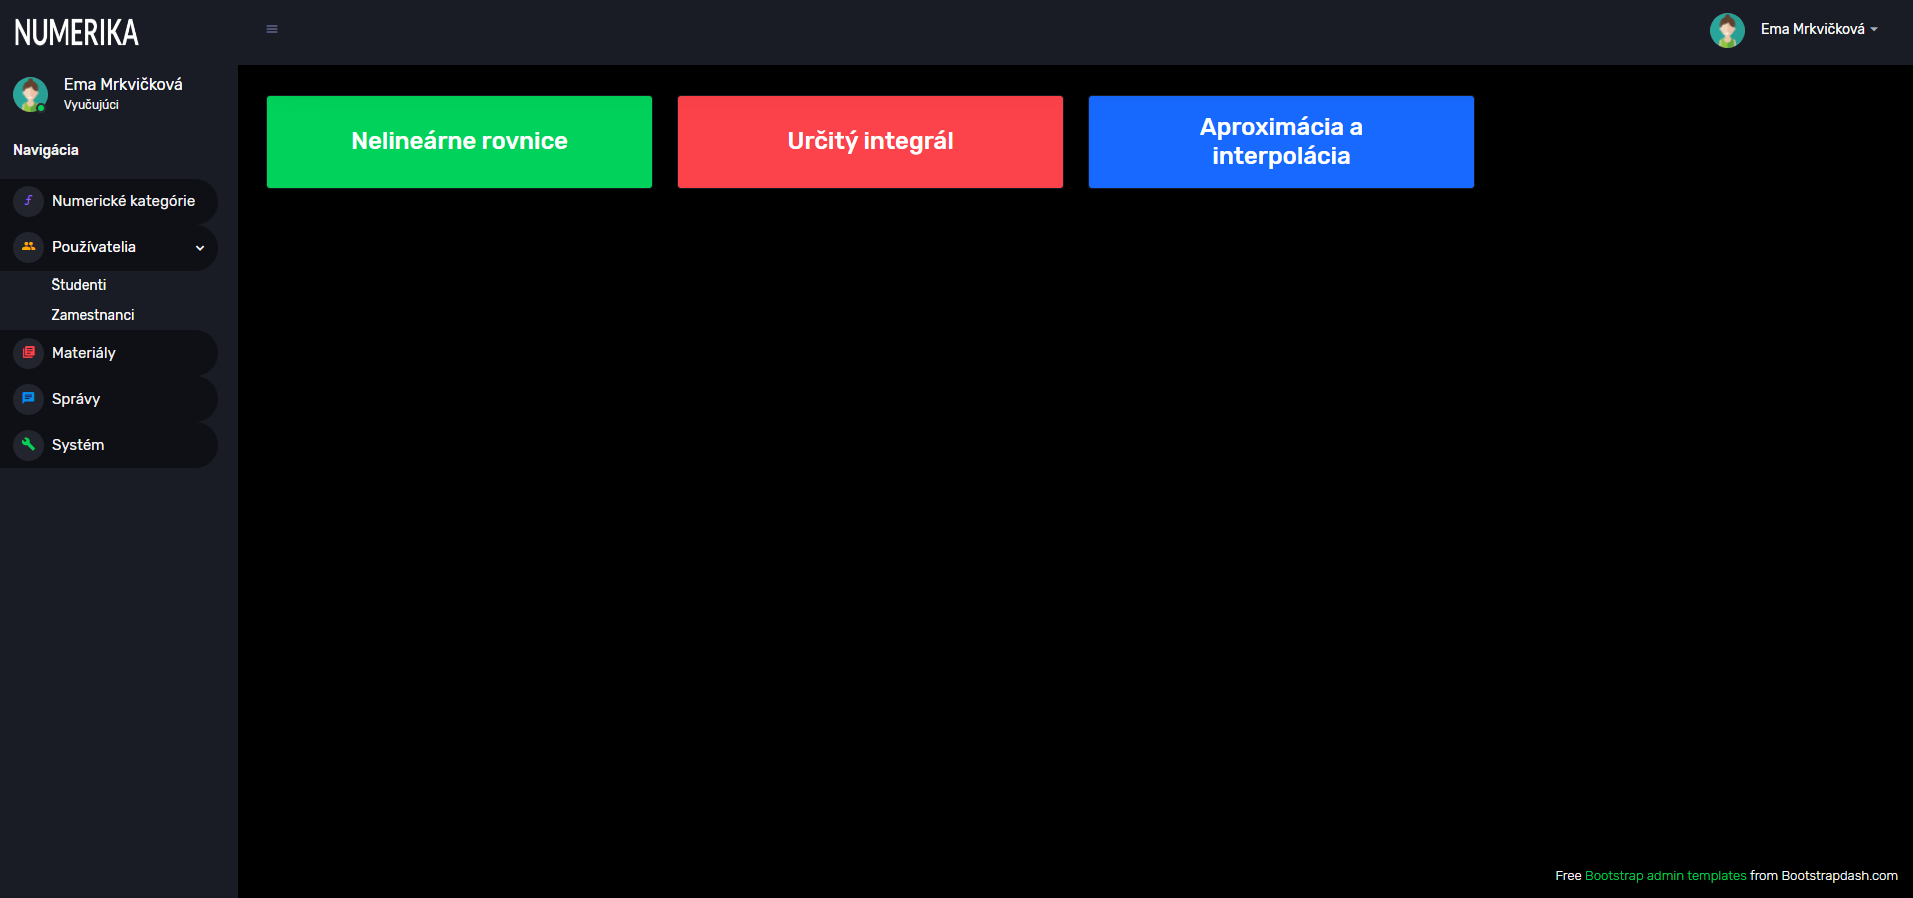 NUMERIKA
Ema Mrkvičková
Ema Mrkvičková
Vyučujúci
Navigácia
Numerické kategórie
Používatelia
Študenti
Zamestnanci
Materiály
Správy
Systém
Nelineárne rovnice
Určitý integrál
Aproximácia a
interpolácia
Free Bootstrap admin templates from Bootstrapdash.com